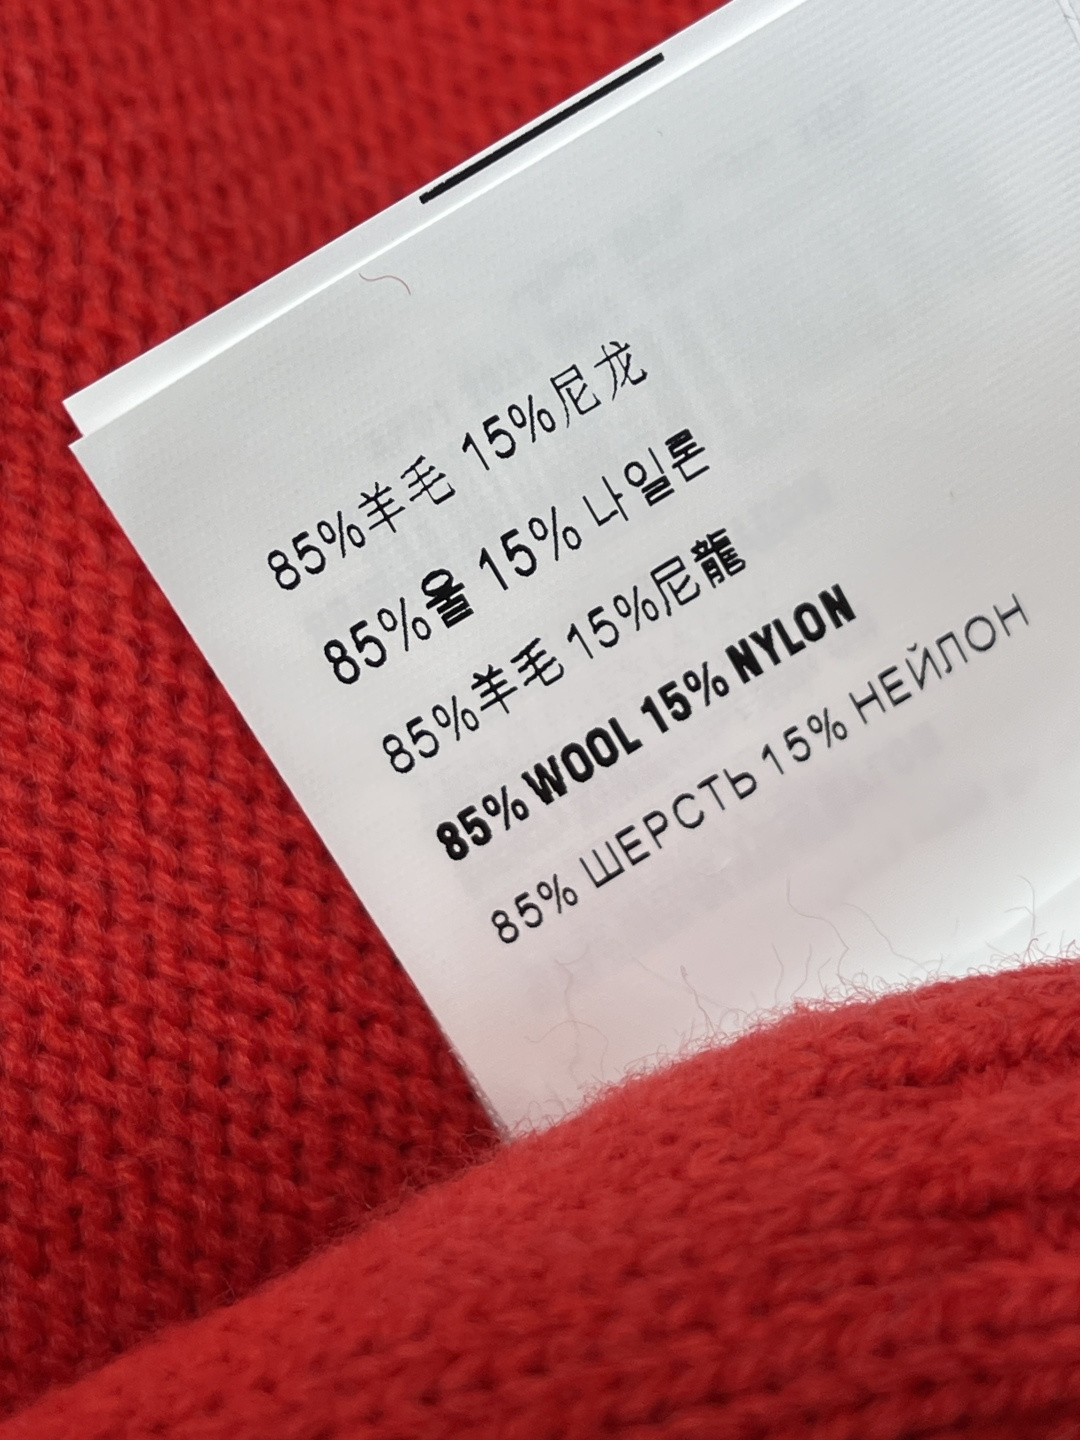 85%羊毛 15%尼龙
85%울 15% 나일론
85%羊毛 15%尼龍
85% WOOL 15% NYLON
85% ШЕРСТЬ 15% НЕЙЛОН